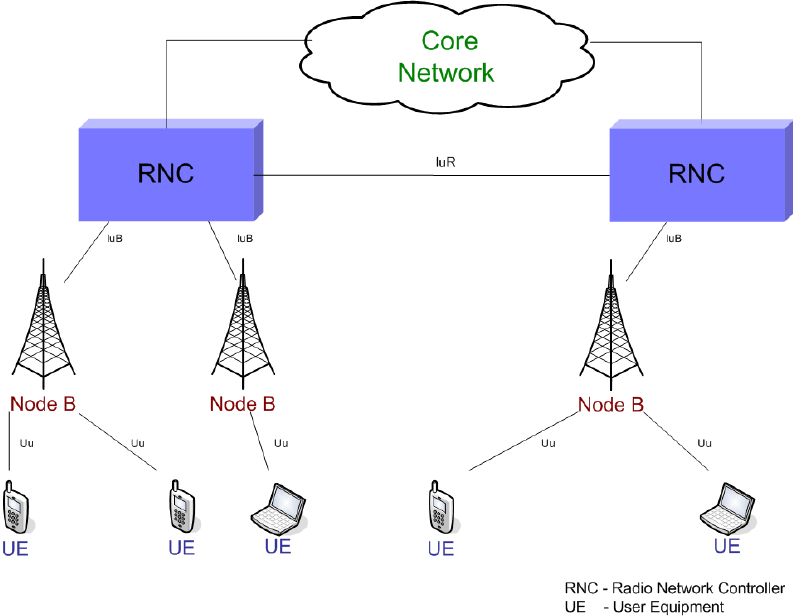 Core
Network
RNC
RNC
IuR
IuB
IuB
IuB
Node B
Node B
Node B
Uu
Uu
Uu
Uu
Uu
UE
UE
UE
UE
UE
RNC - Radio Network Controller
UE - User Equipment